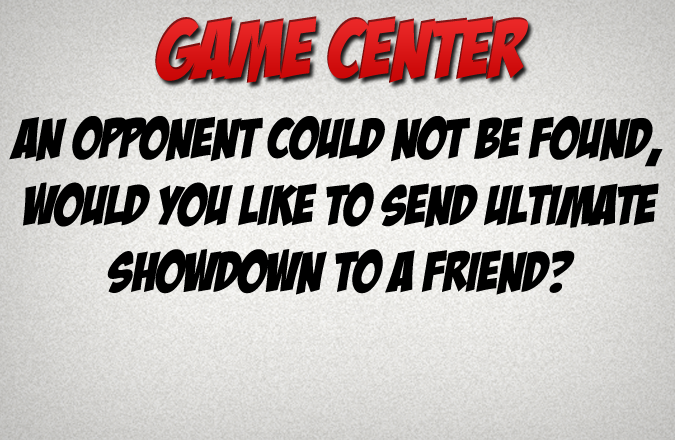 GAME CENTER
AN OPPONENT COULD NOT BE FOUND,
WOULD YOU LIKE TO SEND ULTIMATE
SHOWDOWN TO A FRIEND?